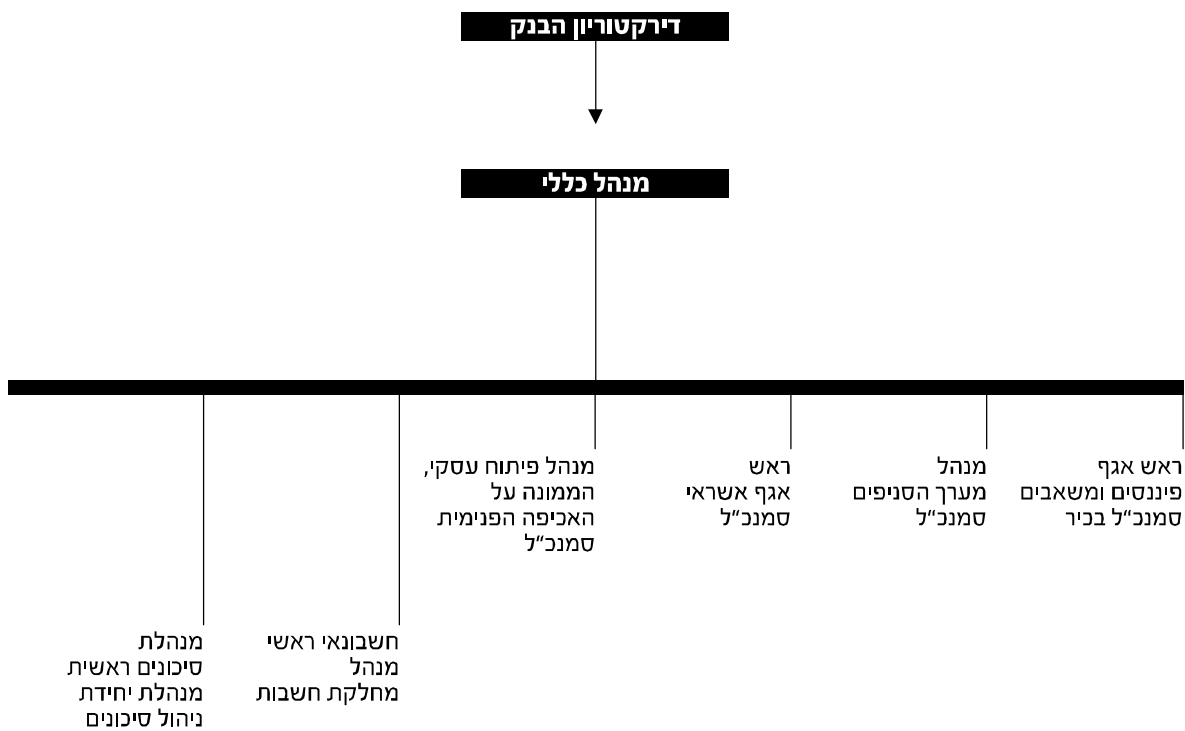 דירקטוריון הבנק
מנהל כללי
ראש אגף
פיננסים ומשאבים
סמנכ"ל בכיר
מנהל
מערך הסניפים
סמנכ"ל
ראש
אגף אשראי
סמנכ"ל
מנהל פיתוח עסקי,
הממונה על
האכיפה הפנימית
סמנכ"ל
חשבונאי ראשי
מנהל
מחלקת חשבות
מנהלת
סיכונים ראשית
מנהלת יחידת
ניהול סיכונים